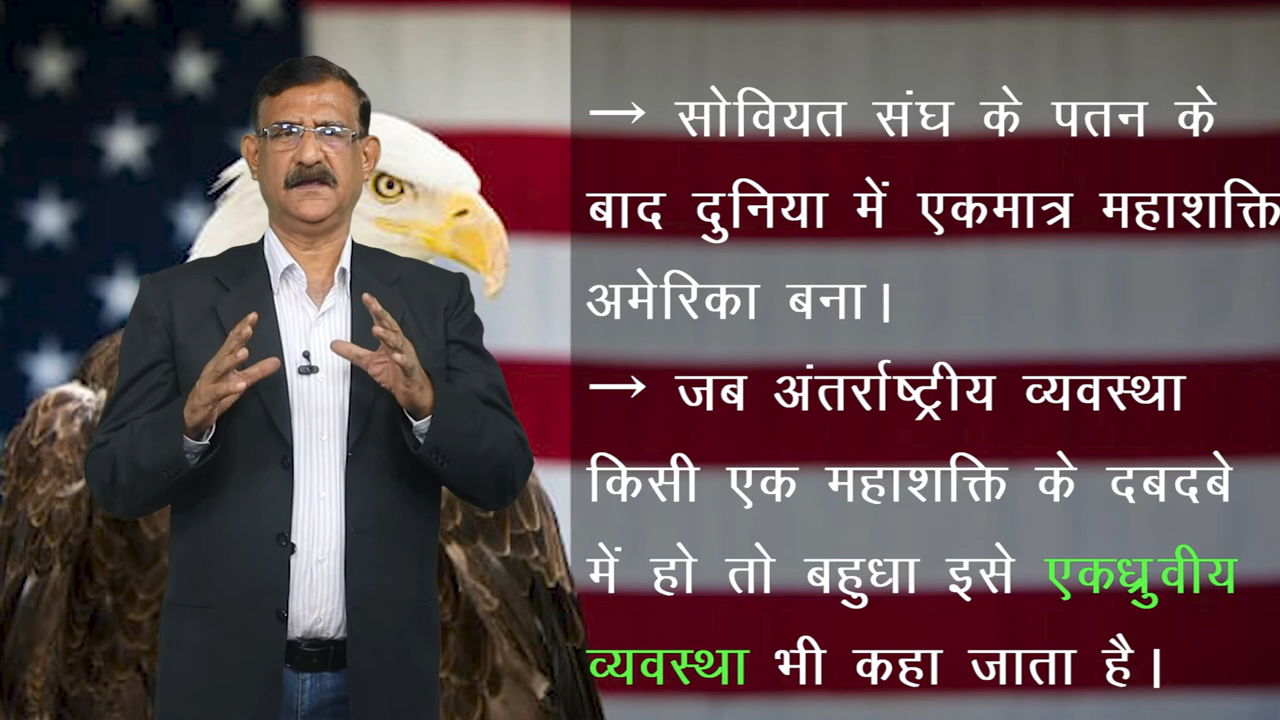 → सोवियत संघ के पतन के
बाद दुनिया में एकमात्र महाशक्ति
अमेरिका बना।
→ जब अंतर्राष्ट्रीय व्यवस्था
किसी एक महाशक्ति के दबदबे
में हो तो बहुधा इसे एकध्रुवीय
व्यवस्था भी कहा जाता है।